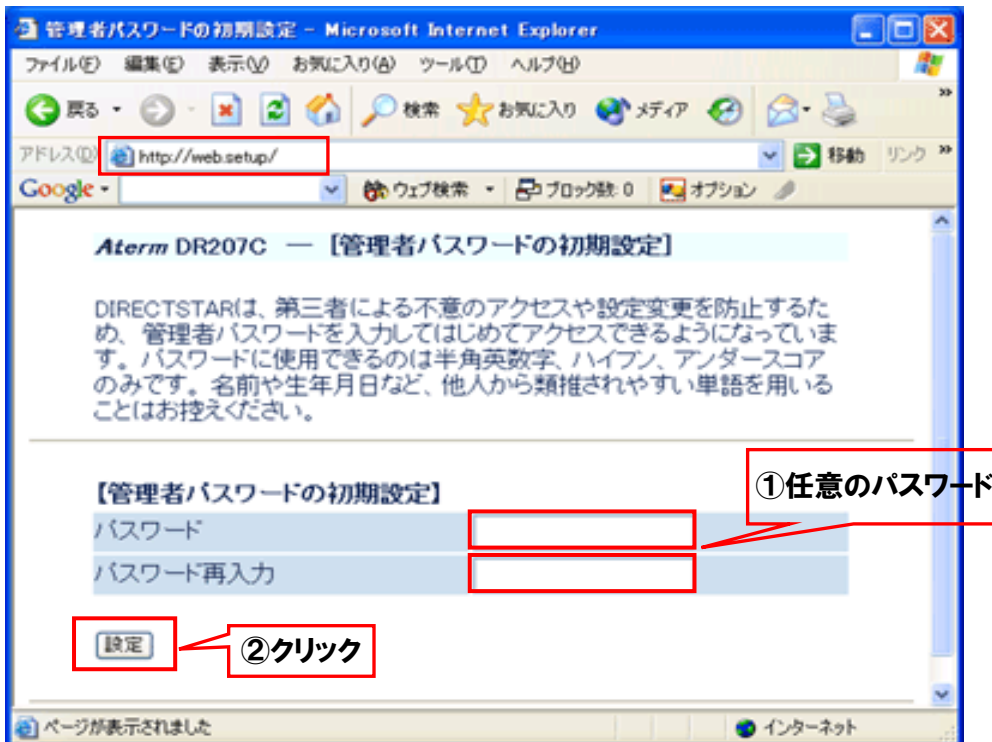 管理者パスワードの初期設定 - Microsoft Internet Explorer
ファイル(F) 編集(E) 表示(V) お気に入り(A) ツール(T) ヘルプ(H)
戻る 検索 お気に入り メディア »
アドレス(D) http://web.setup/ 移動 リンク »
Google ウェブ検索 ブロック数: 0 オプション
Aterm DR207C — [管理者パスワードの初期設定]
DIRECTSTARは、第三者による不意のアクセスや設定変更を防止するた
め、管理者パスワードを入力してはじめてアクセスできるようになっていま
す。パスワードに使用できるのは半角英数字、ハイフン、アンダースコア
のみです。名前や生年月日など、他人から類推されやすい単語を用いる
ことはお控えください。
【管理者パスワードの初期設定】
①任意のパスワード
パスワード
パスワード再入力
設定
②クリック
ページが表示されました インターネット